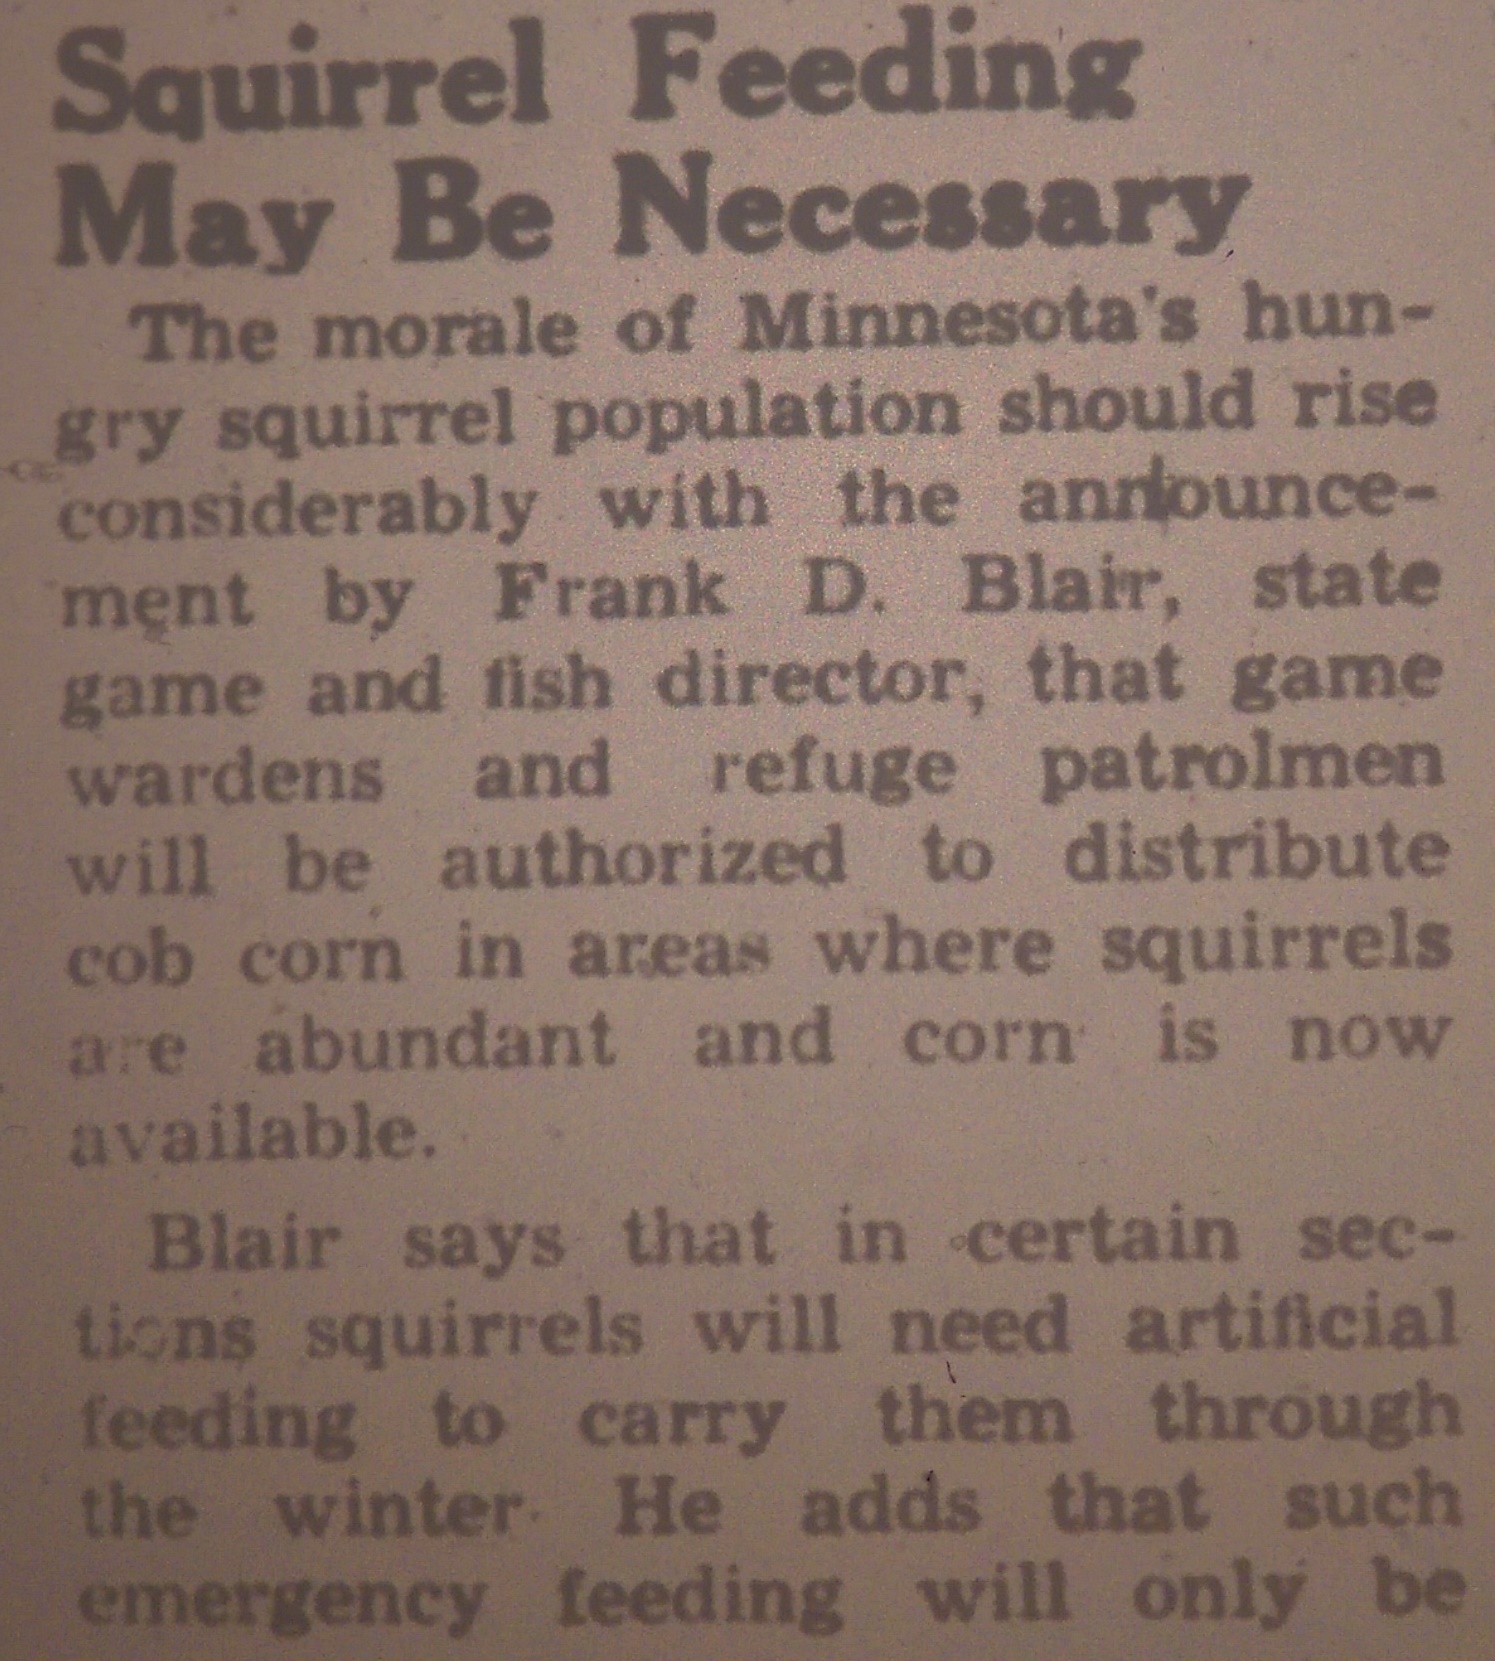 Squirrel Feeding
May Be Necessary
The morale of Minnesota's hun-
gry squirrel population should rise
considerably with the announce-
ment by Frank D. Blair, state
game and fish director, that game
wardens and refuge patrolmen
will be authorized to distribute
cob corn in areas where squirrels
are abundant and corn is now
available.
Blair says that in certain sec-
tions squirrels will need artificial
feeding to carry them through
the winter. He adds that such
emergency feeding will only be